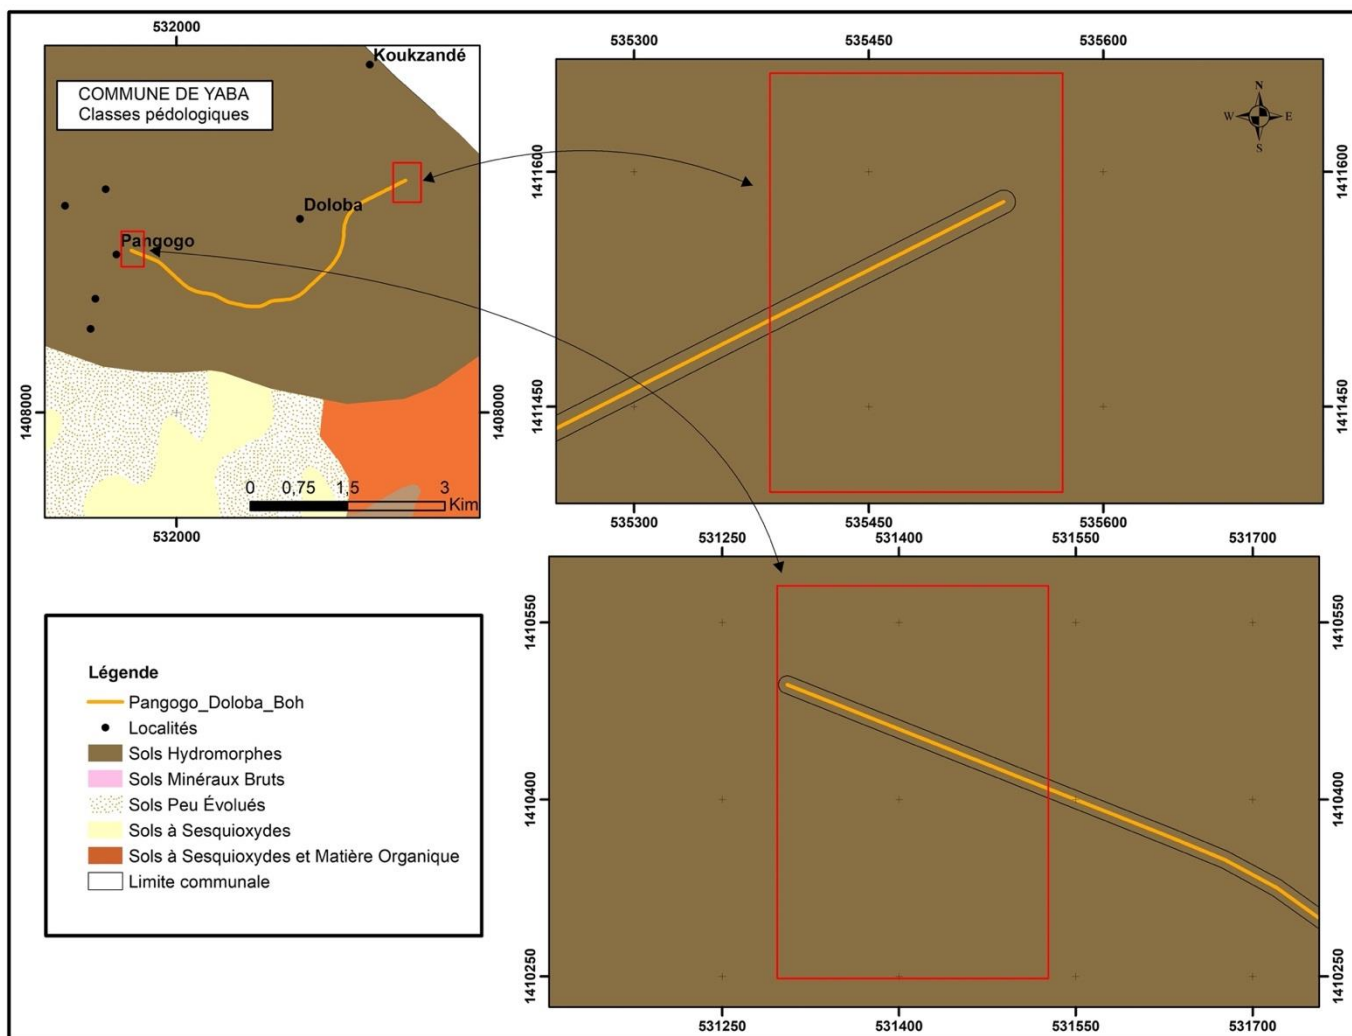 532000
Koukzandé
COMMUNE DE YABA
Classes pédologiques
Doloba
Pangogo
1408000
1408000
0 0,75 1,5 3
Kim
532000
535300 535450 535600
N
W E
S
1411600
1411600
1411450
1411450
535300 535450 535600
531250 531400 531550 531700
1410550
1410550
1410400
1410400
1410250
1410250
531250 531400 531550 531700
Légende
Pangogo_Doloba_Boh
Localités
Sols Hydromorphes
Sols Minéraux Bruts
Sols Peu Évolués
Sols à Sesquioxydes
Sols à Sesquioxydes et Matière Organique
Limite communale